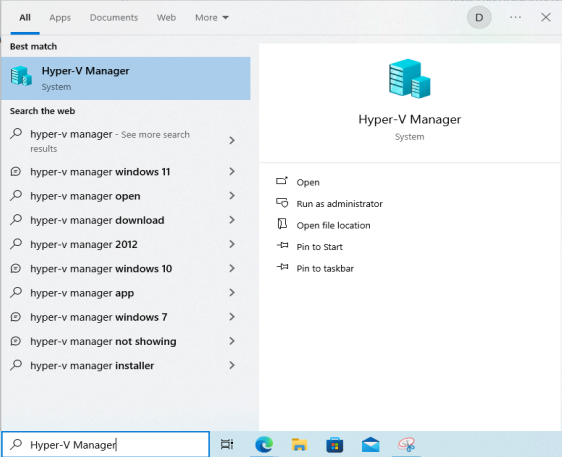 All Apps Documents Web More D
Best match
Hyper-V Manager
System
Search the web
hyper-v manager - See more search
results
hyper-v manager windows 11
hyper-v manager open
hyper-v manager download
hyper-v manager 2012
hyper-v manager windows 10
hyper-v manager app
hyper-v manager windows 7
hyper-v manager not showing
hyper-v manager installer
Hyper-V Manager
System
Open
Run as administrator
Open file location
Pin to Start
Pin to taskbar
Hyper-V Manager